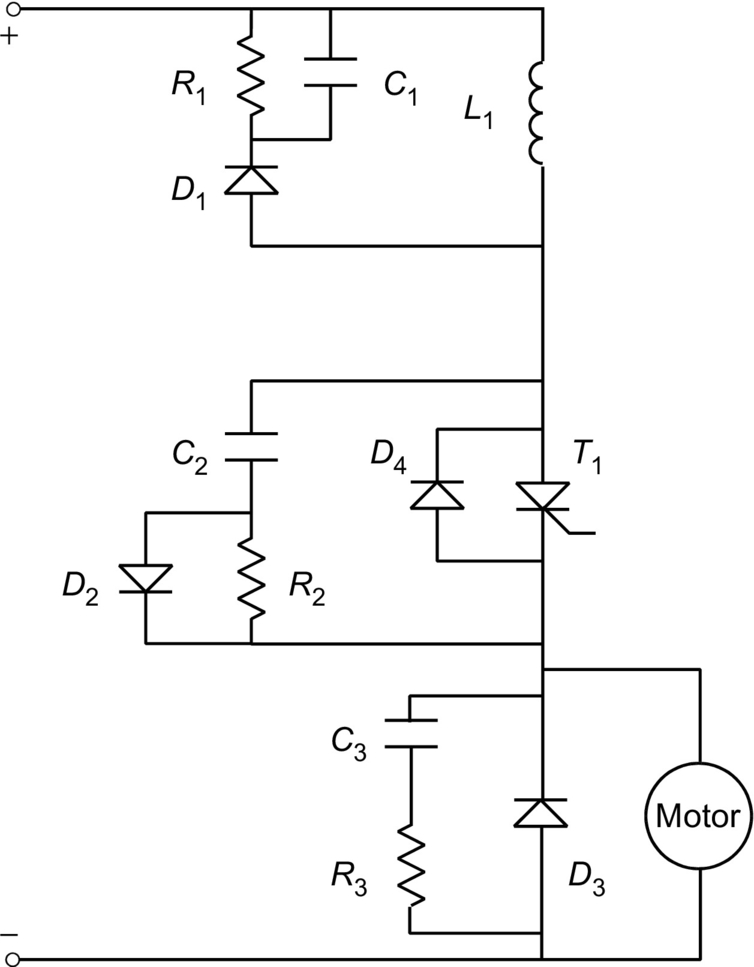 +
R1
C1
L1
D1
C2
D4
T1
D2
R2
C3
Motor
R3
D3
−